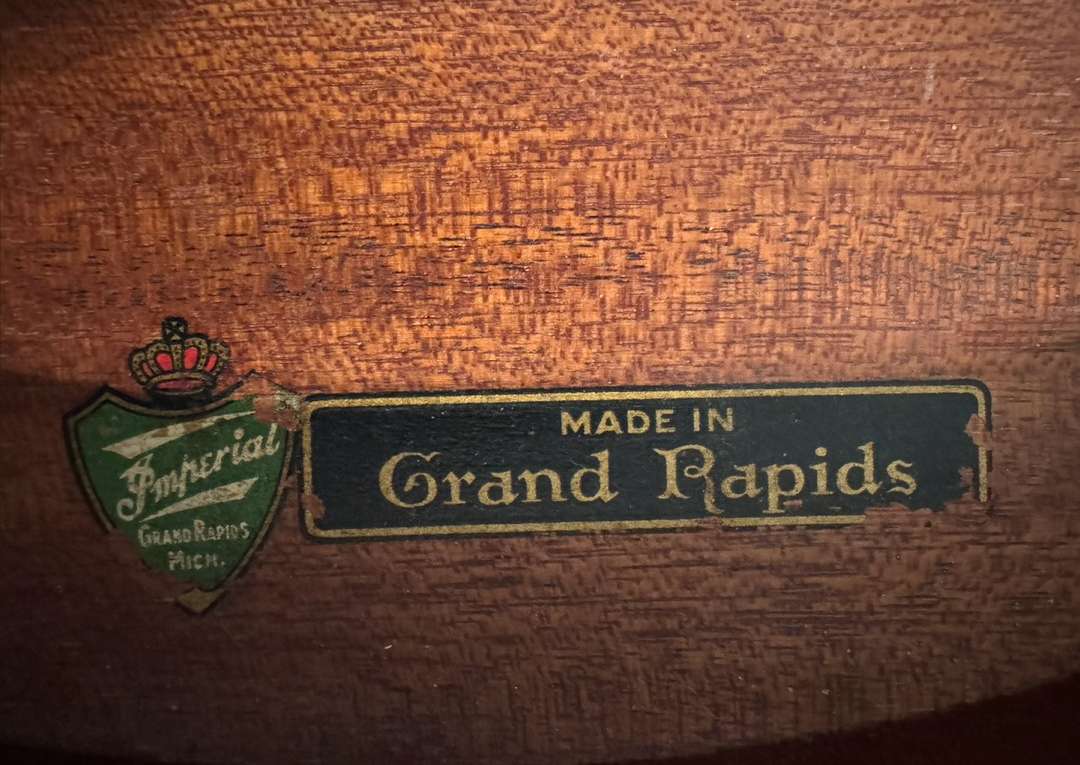 Imperial
GRAND RAPIDS
MICH.
MADE IN
Grand Rapids